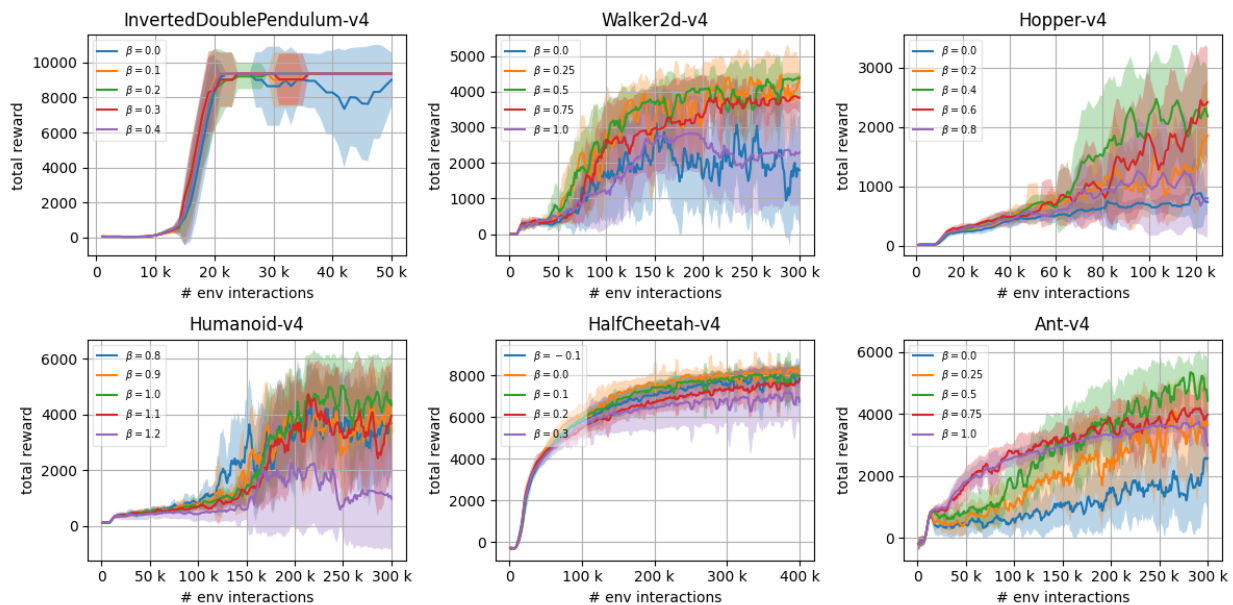 InvertedDoublePendulum-v4
total reward
10000
8000
6000
4000
2000
0
β = 0.0
β = 0.1
β = 0.2
β = 0.3
β = 0.4
0 10 k 20 k 30 k 40 k 50 k
# env interactions
Walker2d-v4
total reward
5000
4000
3000
2000
1000
0
β = 0.0
β = 0.25
β = 0.5
β = 0.75
β = 1.0
0 50 k 100 k 150 k 200 k 250 k 300 k
# env interactions
Hopper-v4
total reward
3000
2000
1000
0
β = 0.0
β = 0.2
β = 0.4
β = 0.6
β = 0.8
0 20 k 40 k 60 k 80 k 100 k 120 k
# env interactions
Humanoid-v4
total reward
6000
4000
2000
0
β = 0.8
β = 0.9
β = 1.0
β = 1.1
β = 1.2
0 50 k 100 k 150 k 200 k 250 k 300 k
# env interactions
HalfCheetah-v4
total reward
8000
6000
4000
2000
0
β = −0.1
β = 0.0
β = 0.1
β = 0.2
β = 0.3
0 100 k 200 k 300 k 400 k
# env interactions
Ant-v4
total reward
6000
4000
2000
0
β = 0.0
β = 0.25
β = 0.5
β = 0.75
β = 1.0
0 50 k 100 k 150 k 200 k 250 k 300 k
# env interactions